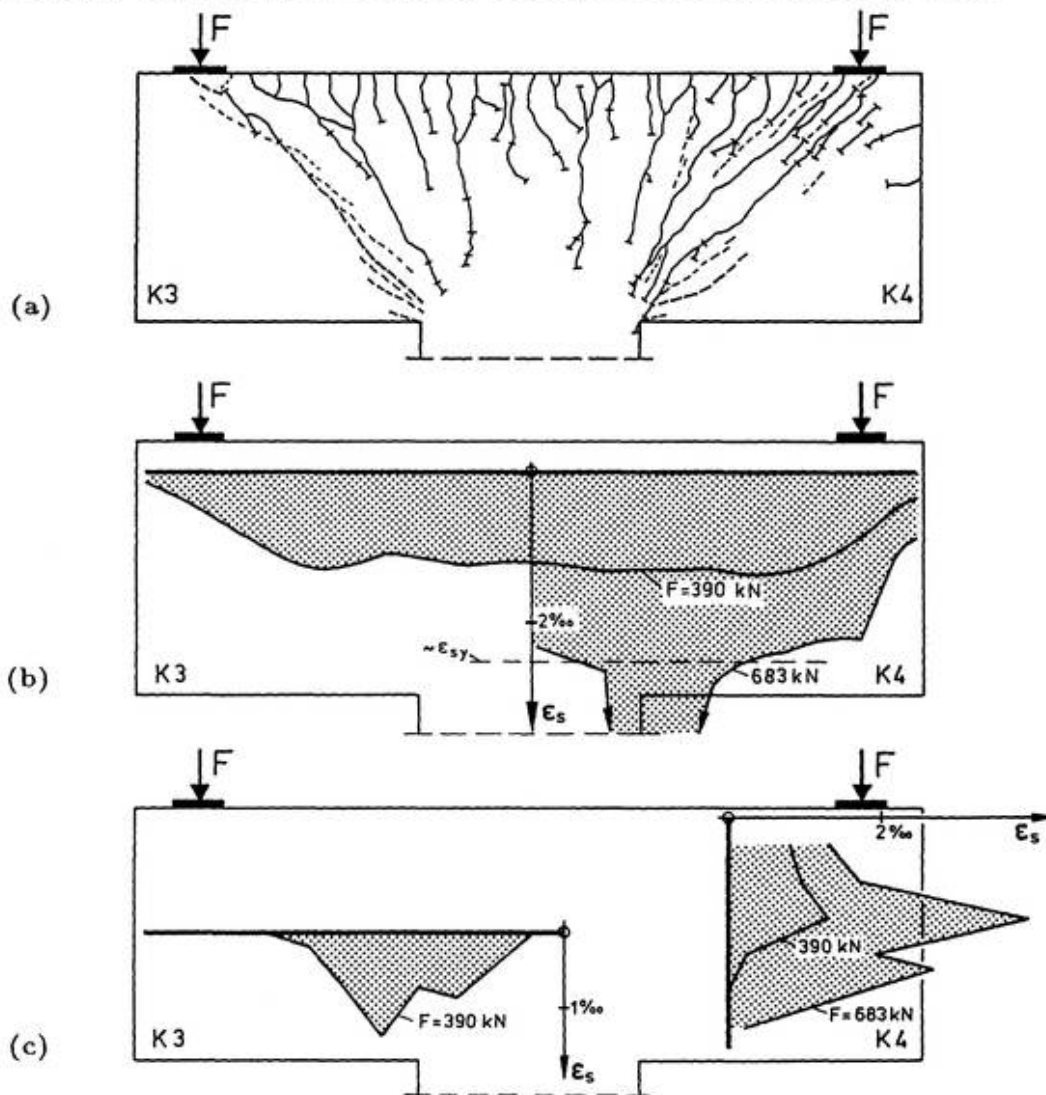 F F
K3 K4
(a)
F F
F=390 kN
2‰
~εsy
683 kN
K3 K4
(b)
εs
F F
2‰ εs
390 kN
1‰
F=390 kN F=683 kN
K3 K4
(c)
εs